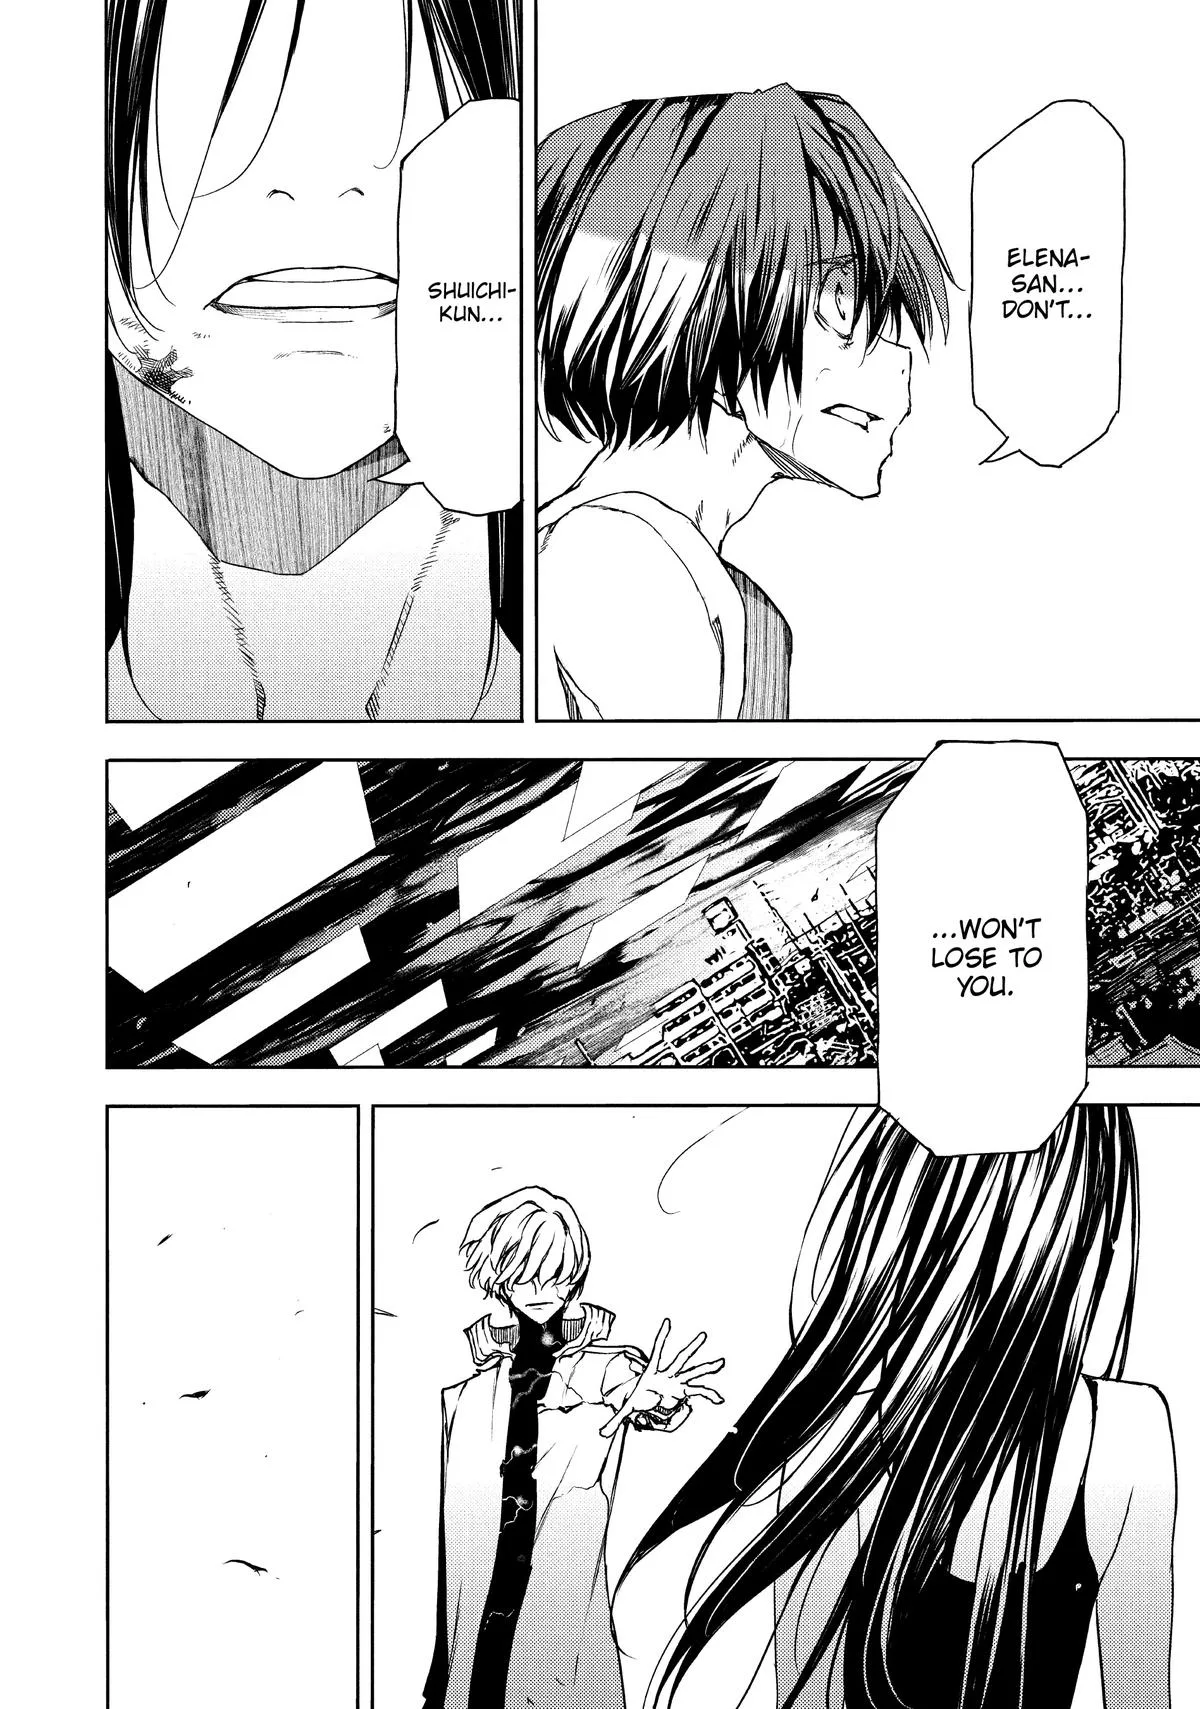 ELENA-
SAN...
DON'T...
SHUICHI-
KUN...
...WON'T
LOSE TO
YOU.